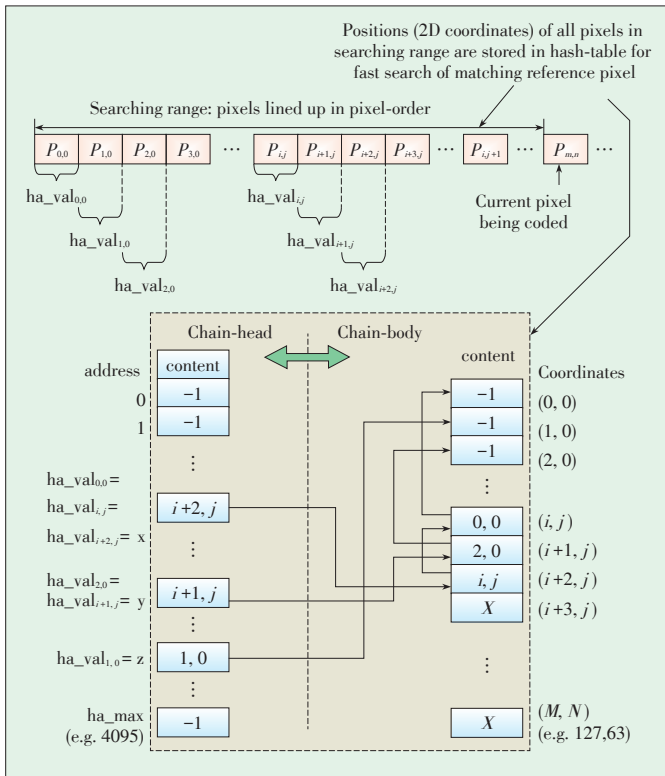 Positions (2D coordinates) of all pixels in
searching range are stored in hash-table for
fast search of matching reference pixel
Searching range: pixels lined up in pixel-order
P0,0 P1,0 P2,0 P3,0 ... Pi,j Pi+1,j Pi+2,j Pi+3,j ... Pi,j+1 ... Pm,n ...
ha_val0,0 ha_vali,j
Current pixel
being coded
ha_val1,0 ha_vali+1,j
ha_val2,0 ha_vali+2,j
Chain-head Chain-body
address content content Coordinates
0 −1 −1 (0, 0)
1 −1 −1 (1, 0)
−1 (2, 0)
⋮ ⋮
ha_val0,0 =
ha_vali, j = i+2, j 0, 0 (i, j)
ha_vali+2, j = x 2, 0 (i+1, j)
⋮ i, j (i+2, j)
ha_val2,0 =
ha_vali+1, j = y i+1, j X (i+3, j)
⋮
ha_val1, 0 = z 1, 0 ⋮
⋮
ha_max −1 X (M, N)
(e.g. 4095) (e.g. 127,63)